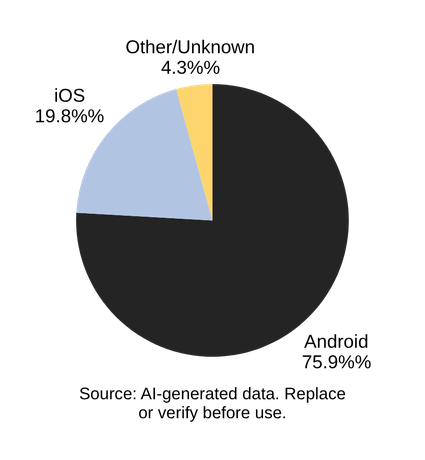 Other/Unknown
4.3%%
iOS
19.8%%
Android
75.9%%
Source: AI-generated data. Replace
or verify before use.